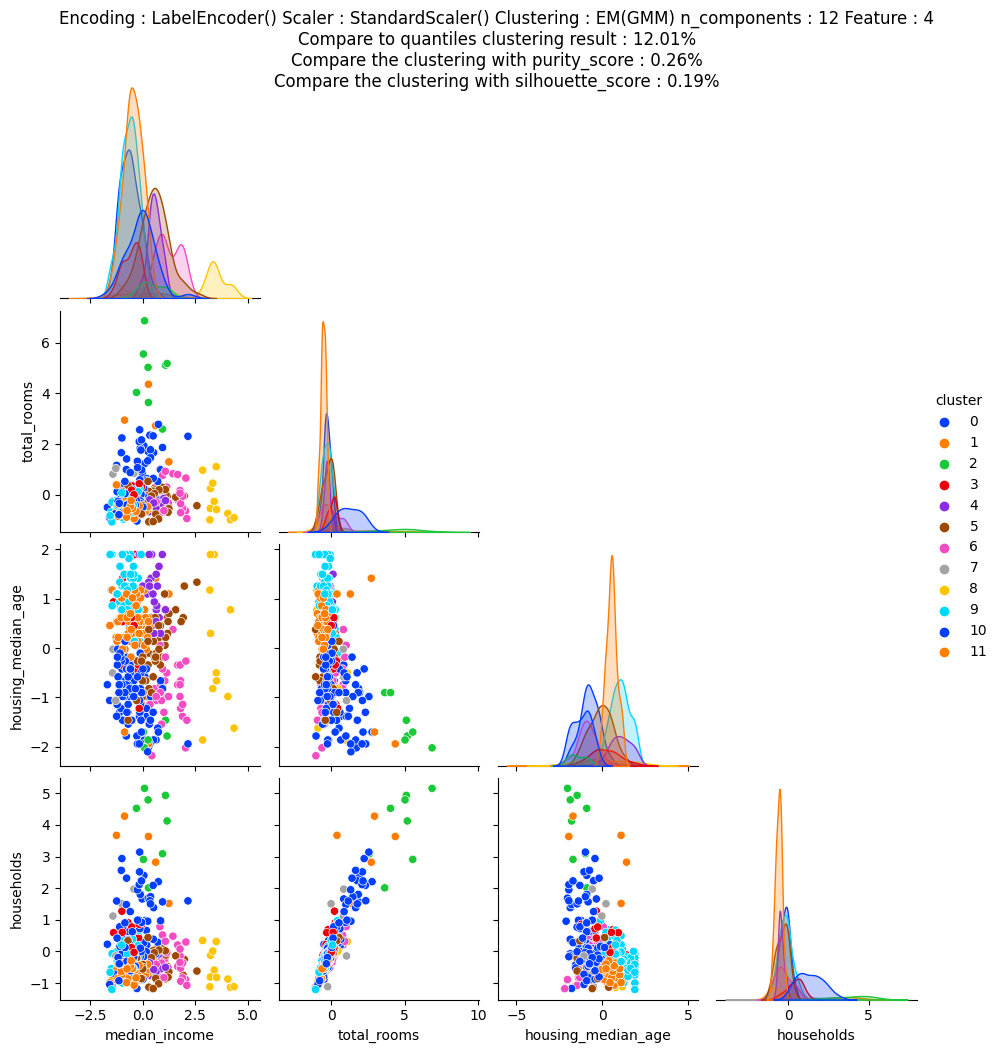 Encoding : LabelEncoder() Scaler : StandardScaler() Clustering : EM(GMM) n_components : 12 Feature : 4
Compare to quantiles clustering result : 12.01%
Compare the clustering with purity_score : 0.26%
Compare the clustering with silhouette_score : 0.19%
total_rooms
6
4
2
0
housing_median_age
2
1
0
−1
−2
households
5
4
3
2
1
0
−1
−2.5 0.0 2.5 5.0
median_income
0 5 10
total_rooms
−5 0 5
housing_median_age
0 5
households
cluster
0
1
2
3
4
5
6
7
8
9
10
11